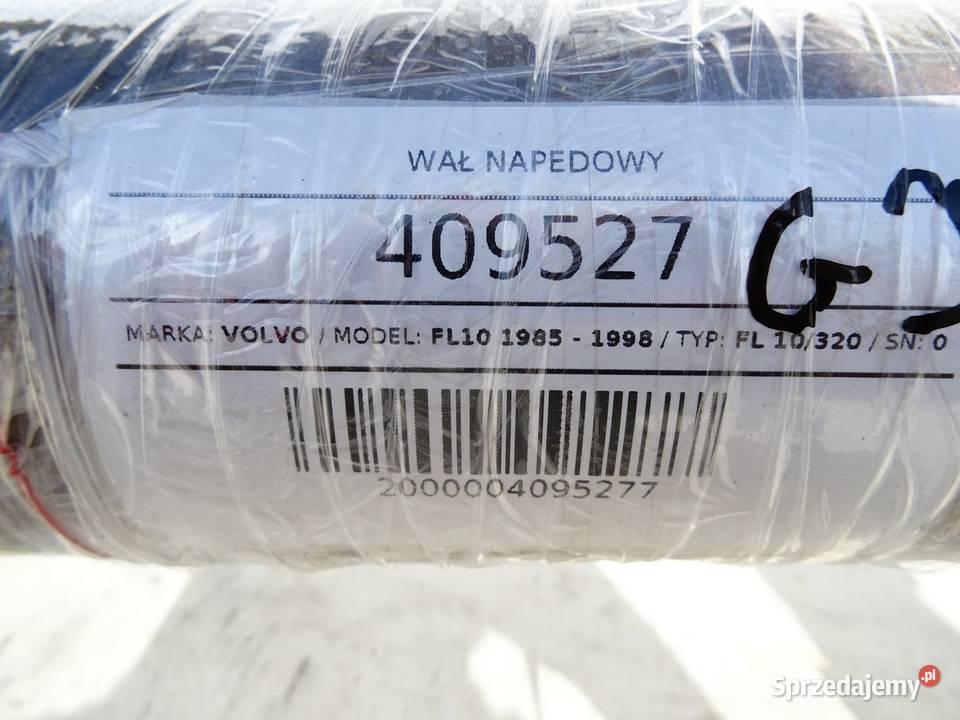 WAŁ NAPEDOWY
409527
G
MARKA: VOLVO / MODEL: FL10 1985 - 1998 / TYP: FL 10/320 / SN: 0
2000004095277
Sprzedajemy.pl